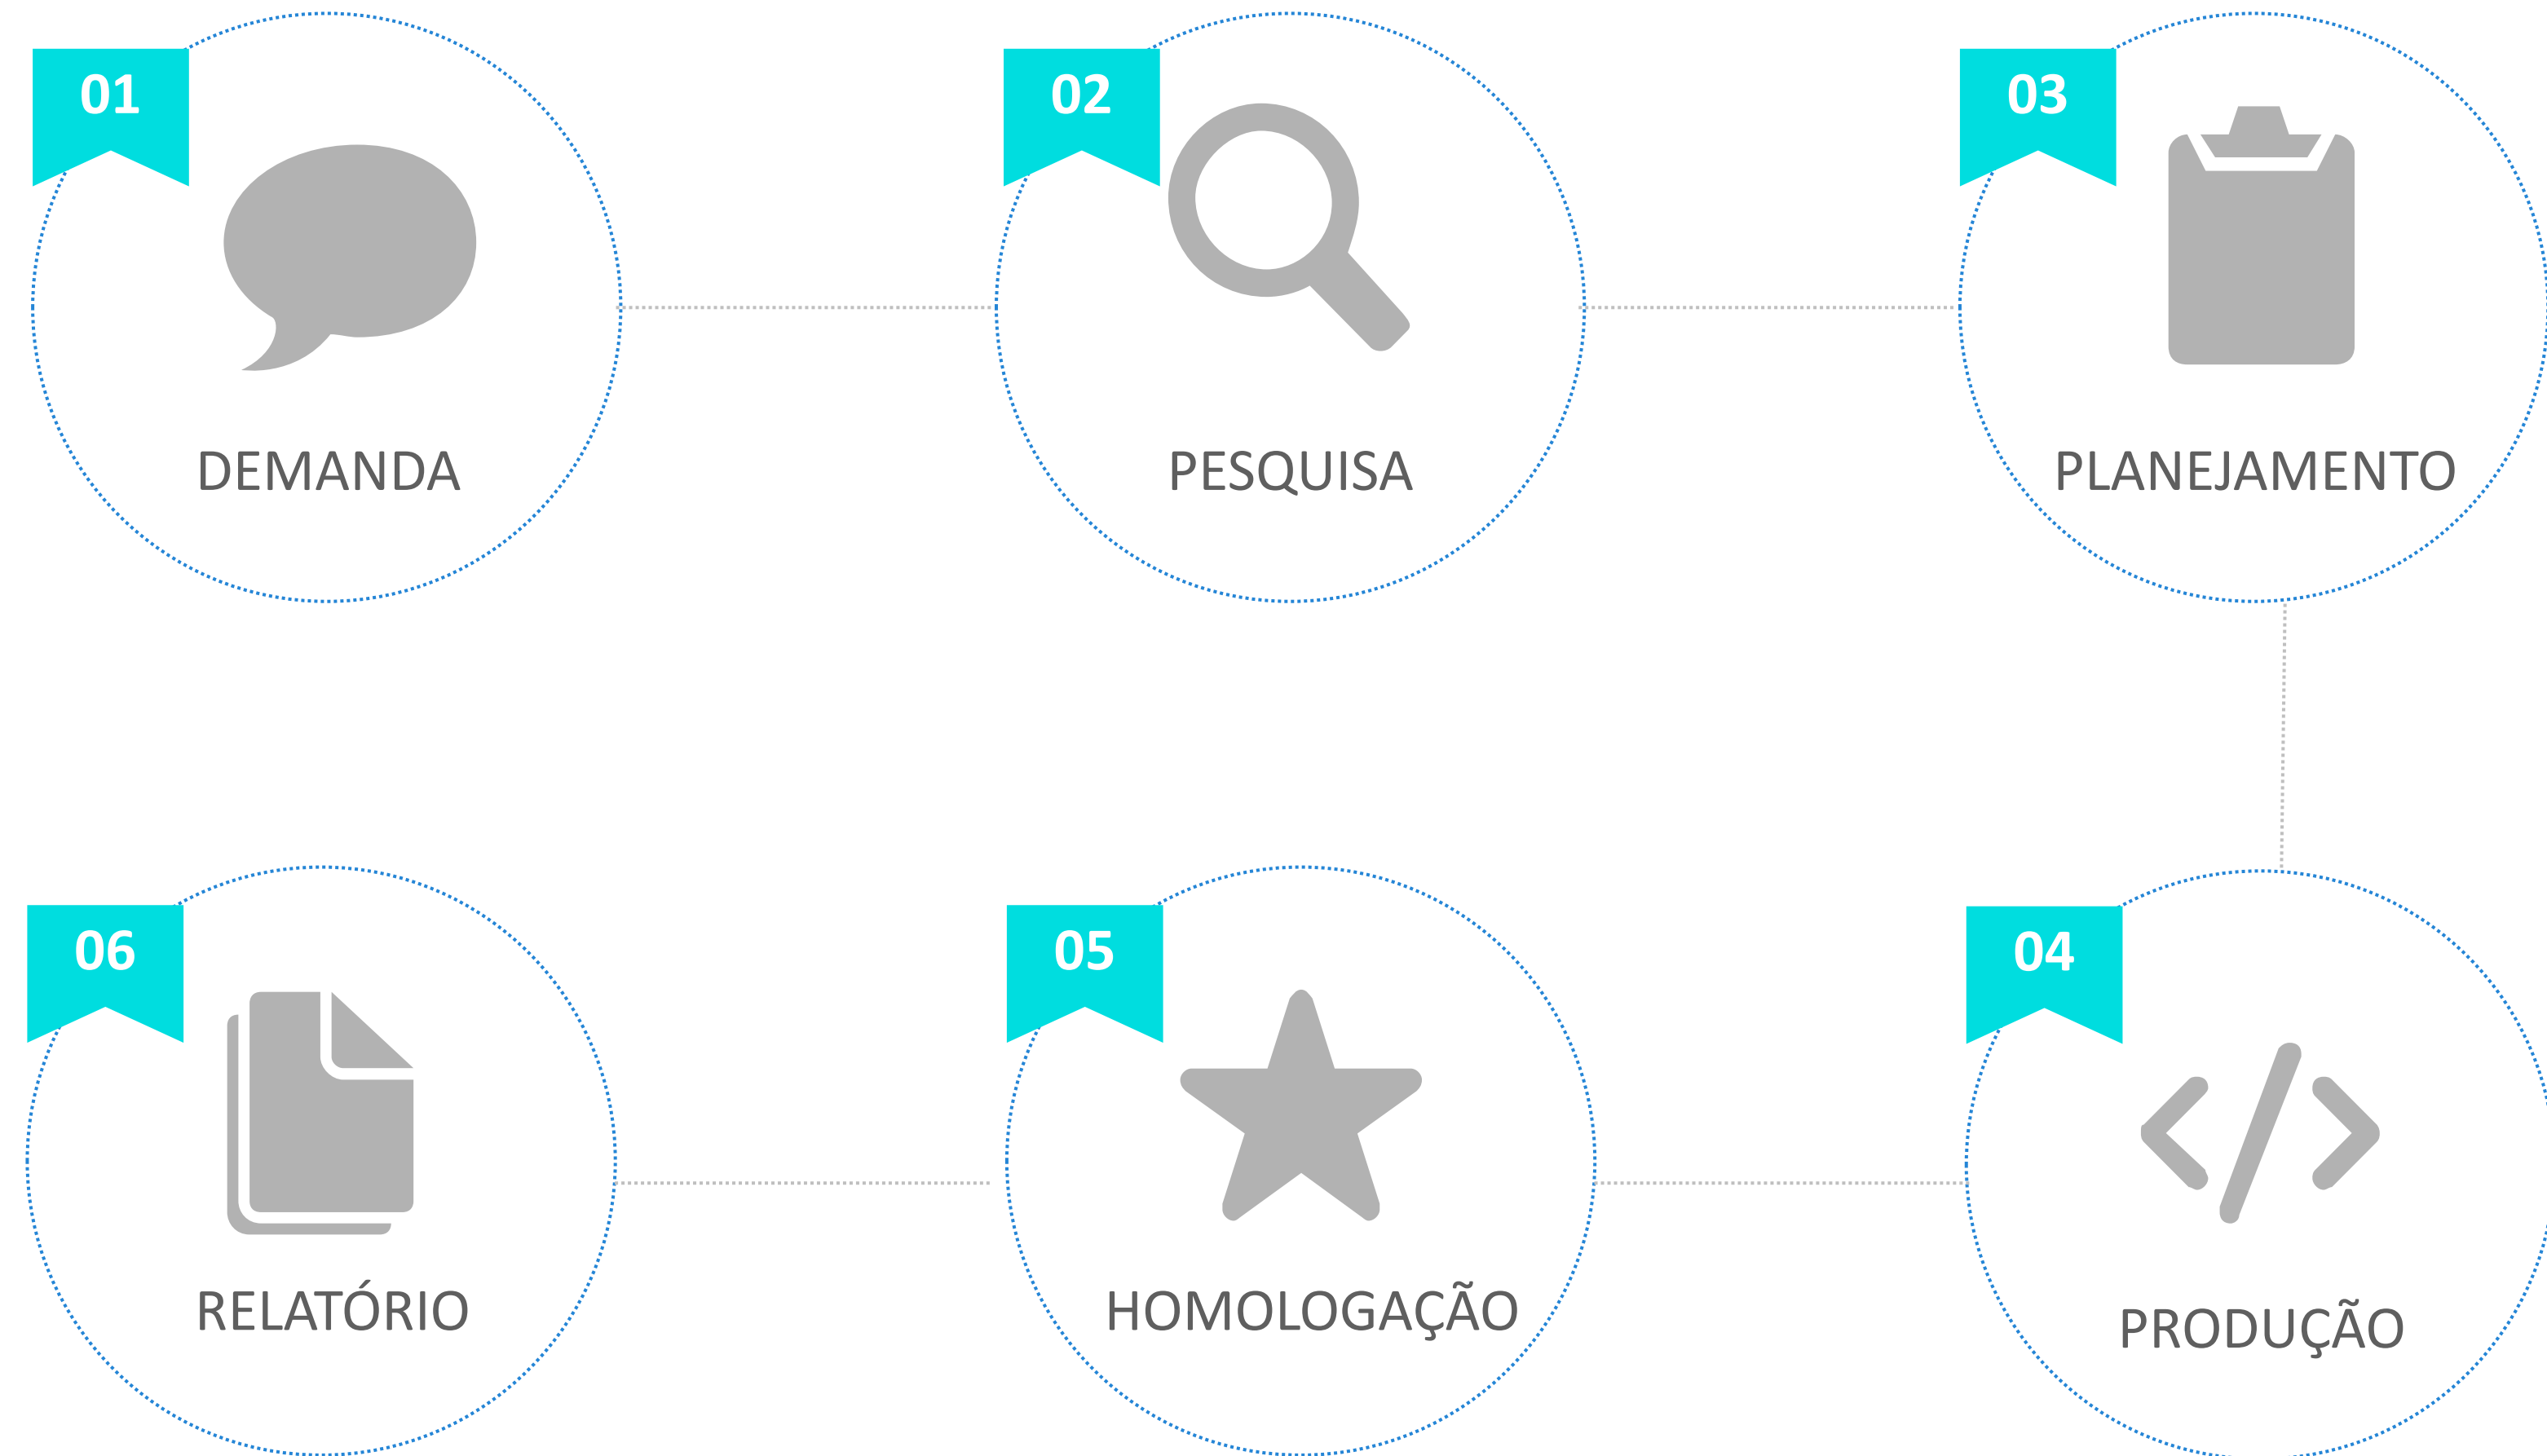 01
DEMANDA
02
PESQUISA
03
PLANEJAMENTO
04
PRODUÇÃO
05
HOMOLOGAÇÃO
06
RELATÓRIO